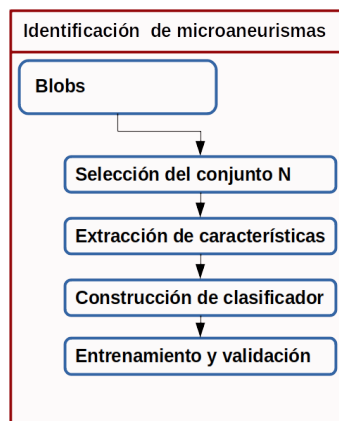 Identificación de microaneurismas
Blobs
Selección del conjunto N
Extracción de características
Construcción de clasificador
Entrenamiento y validación